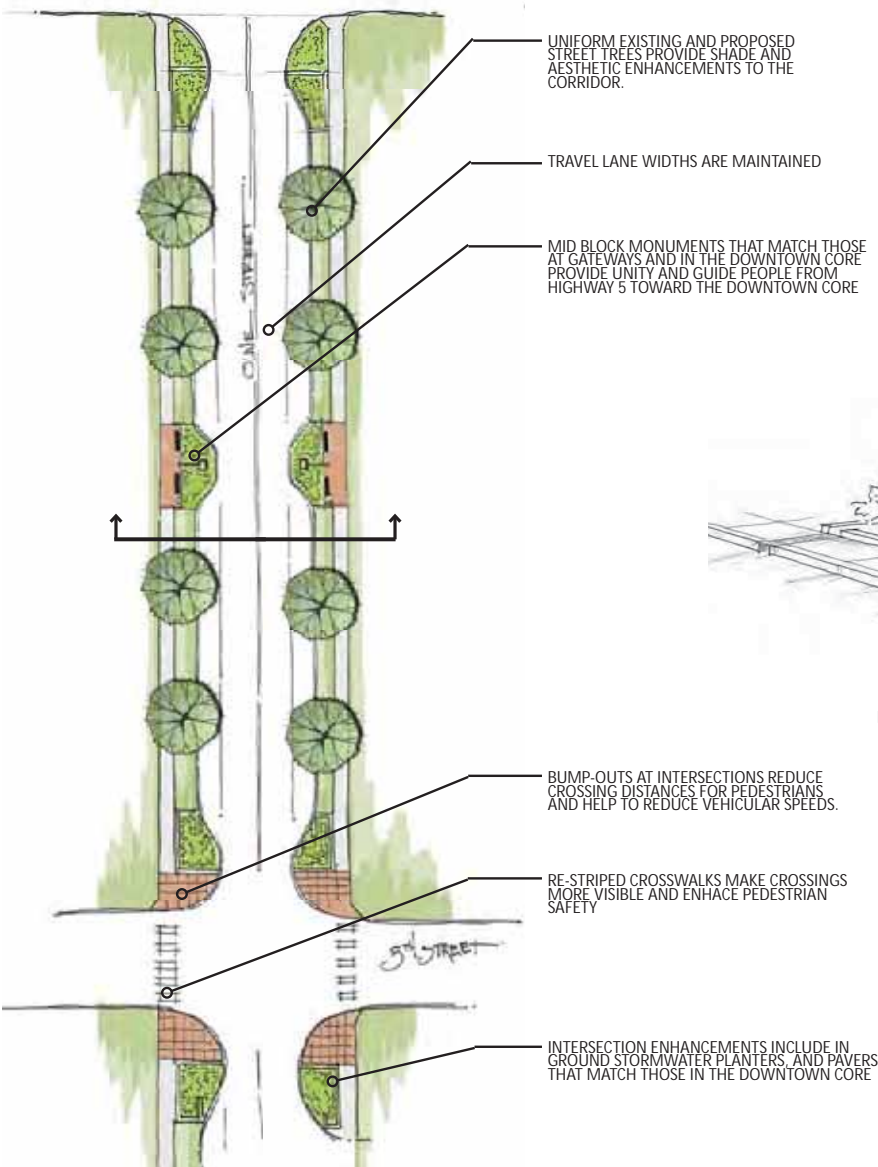 UNIFORM EXISTING AND PROPOSED
STREET TREES PROVIDE SHADE AND
AESTHETIC ENHANCEMENTS TO THE
CORRIDOR.
TRAVEL LANE WIDTHS ARE MAINTAINED
MID BLOCK MONUMENTS THAT MATCH THOSE
AT GATEWAYS AND IN THE DOWNTOWN CORE
PROVIDE UNITY AND GUIDE PEOPLE FROM
HIGHWAY 5 TOWARD THE DOWNTOWN CORE
STREET
BUMP-OUTS AT INTERSECTIONS REDUCE
CROSSING DISTANCES FOR PEDESTRIANS
AND HELP TO REDUCE VEHICULAR SPEEDS.
RE-STRIPED CROSSWALKS MAKE CROSSINGS
MORE VISIBLE AND ENHACE PEDESTRIAN
SAFETY
STREET
INTERSECTION ENHANCEMENTS INCLUDE IN
GROUND STORMWATER PLANTERS, AND PAVERS
THAT MATCH THOSE IN THE DOWNTOWN CORE